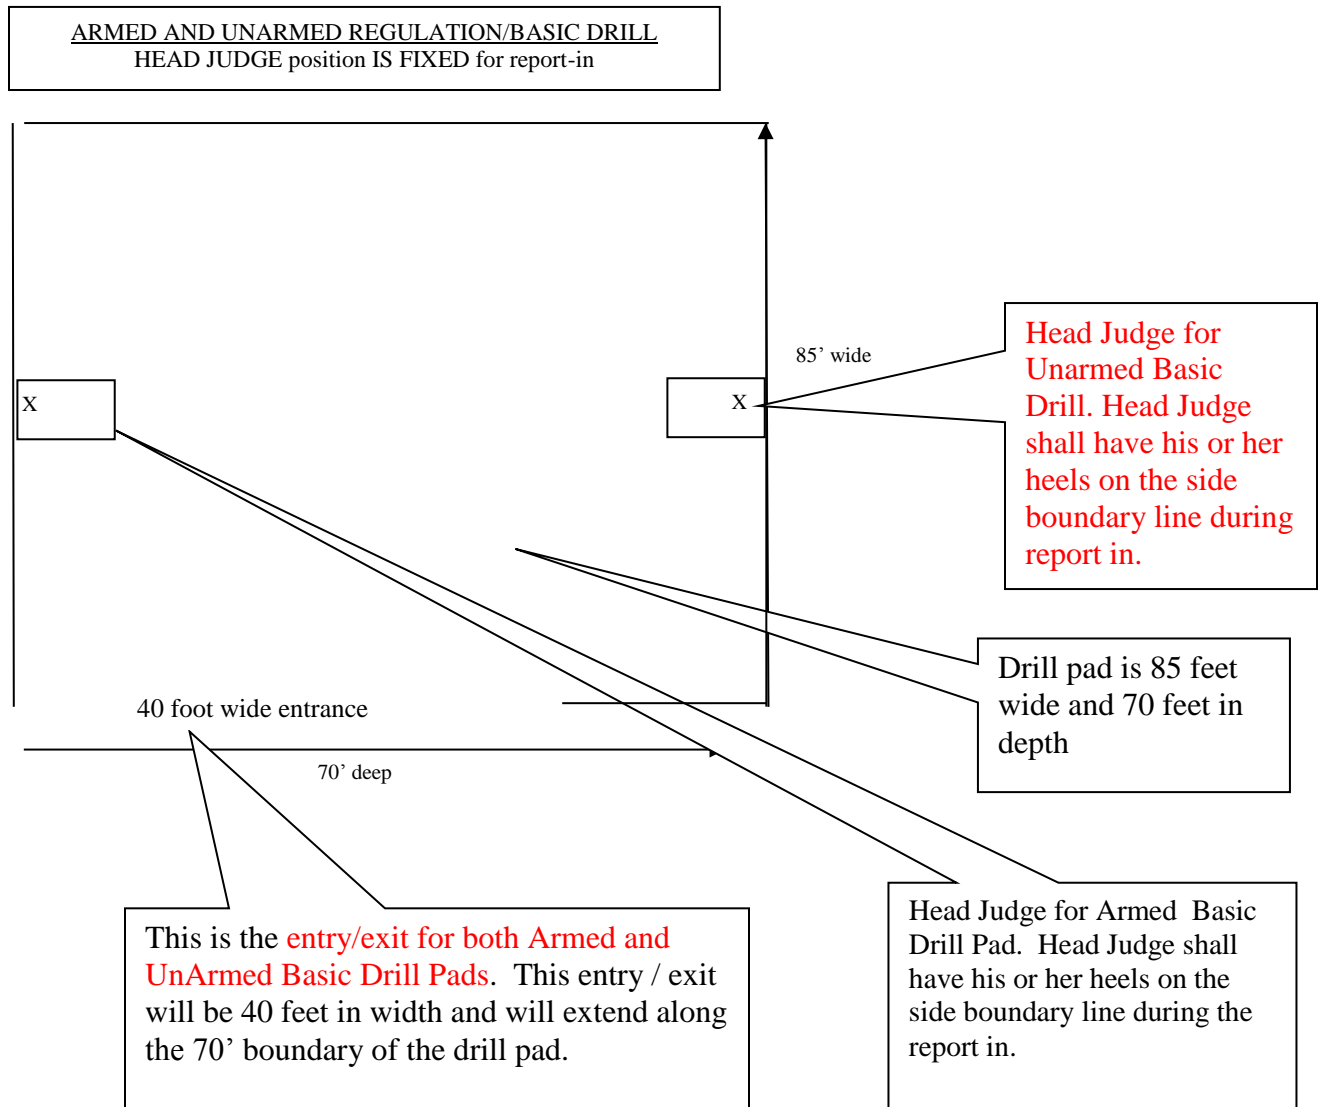 ARMED AND UNARMED REGULATION/BASIC DRILL
HEAD JUDGE position IS FIXED for report-in
85’ wide
X
X
Head Judge for
Unarmed Basic
Drill. Head Judge
shall have his or her
heels on the side
boundary line during
report in.
Drill pad is 85 feet
wide and 70 feet in
depth
40 foot wide entrance
70’ deep
This is the entry/exit for both Armed and
UnArmed Basic Drill Pads.  This entry / exit
will be 40 feet in width and will extend along
the 70’ boundary of the drill pad.
Head Judge for Armed  Basic
Drill Pad.  Head Judge shall
have his or her heels on the
side boundary line during the
report in.